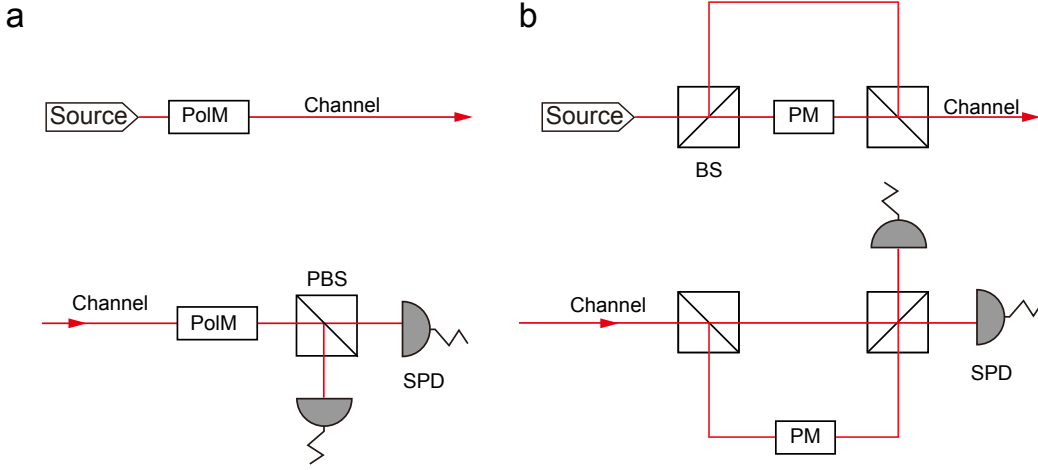 a
Source
PolM
Channel
Channel
PolM
PBS
SPD
b
Source
BS
PM
Channel
Channel
SPD
PM